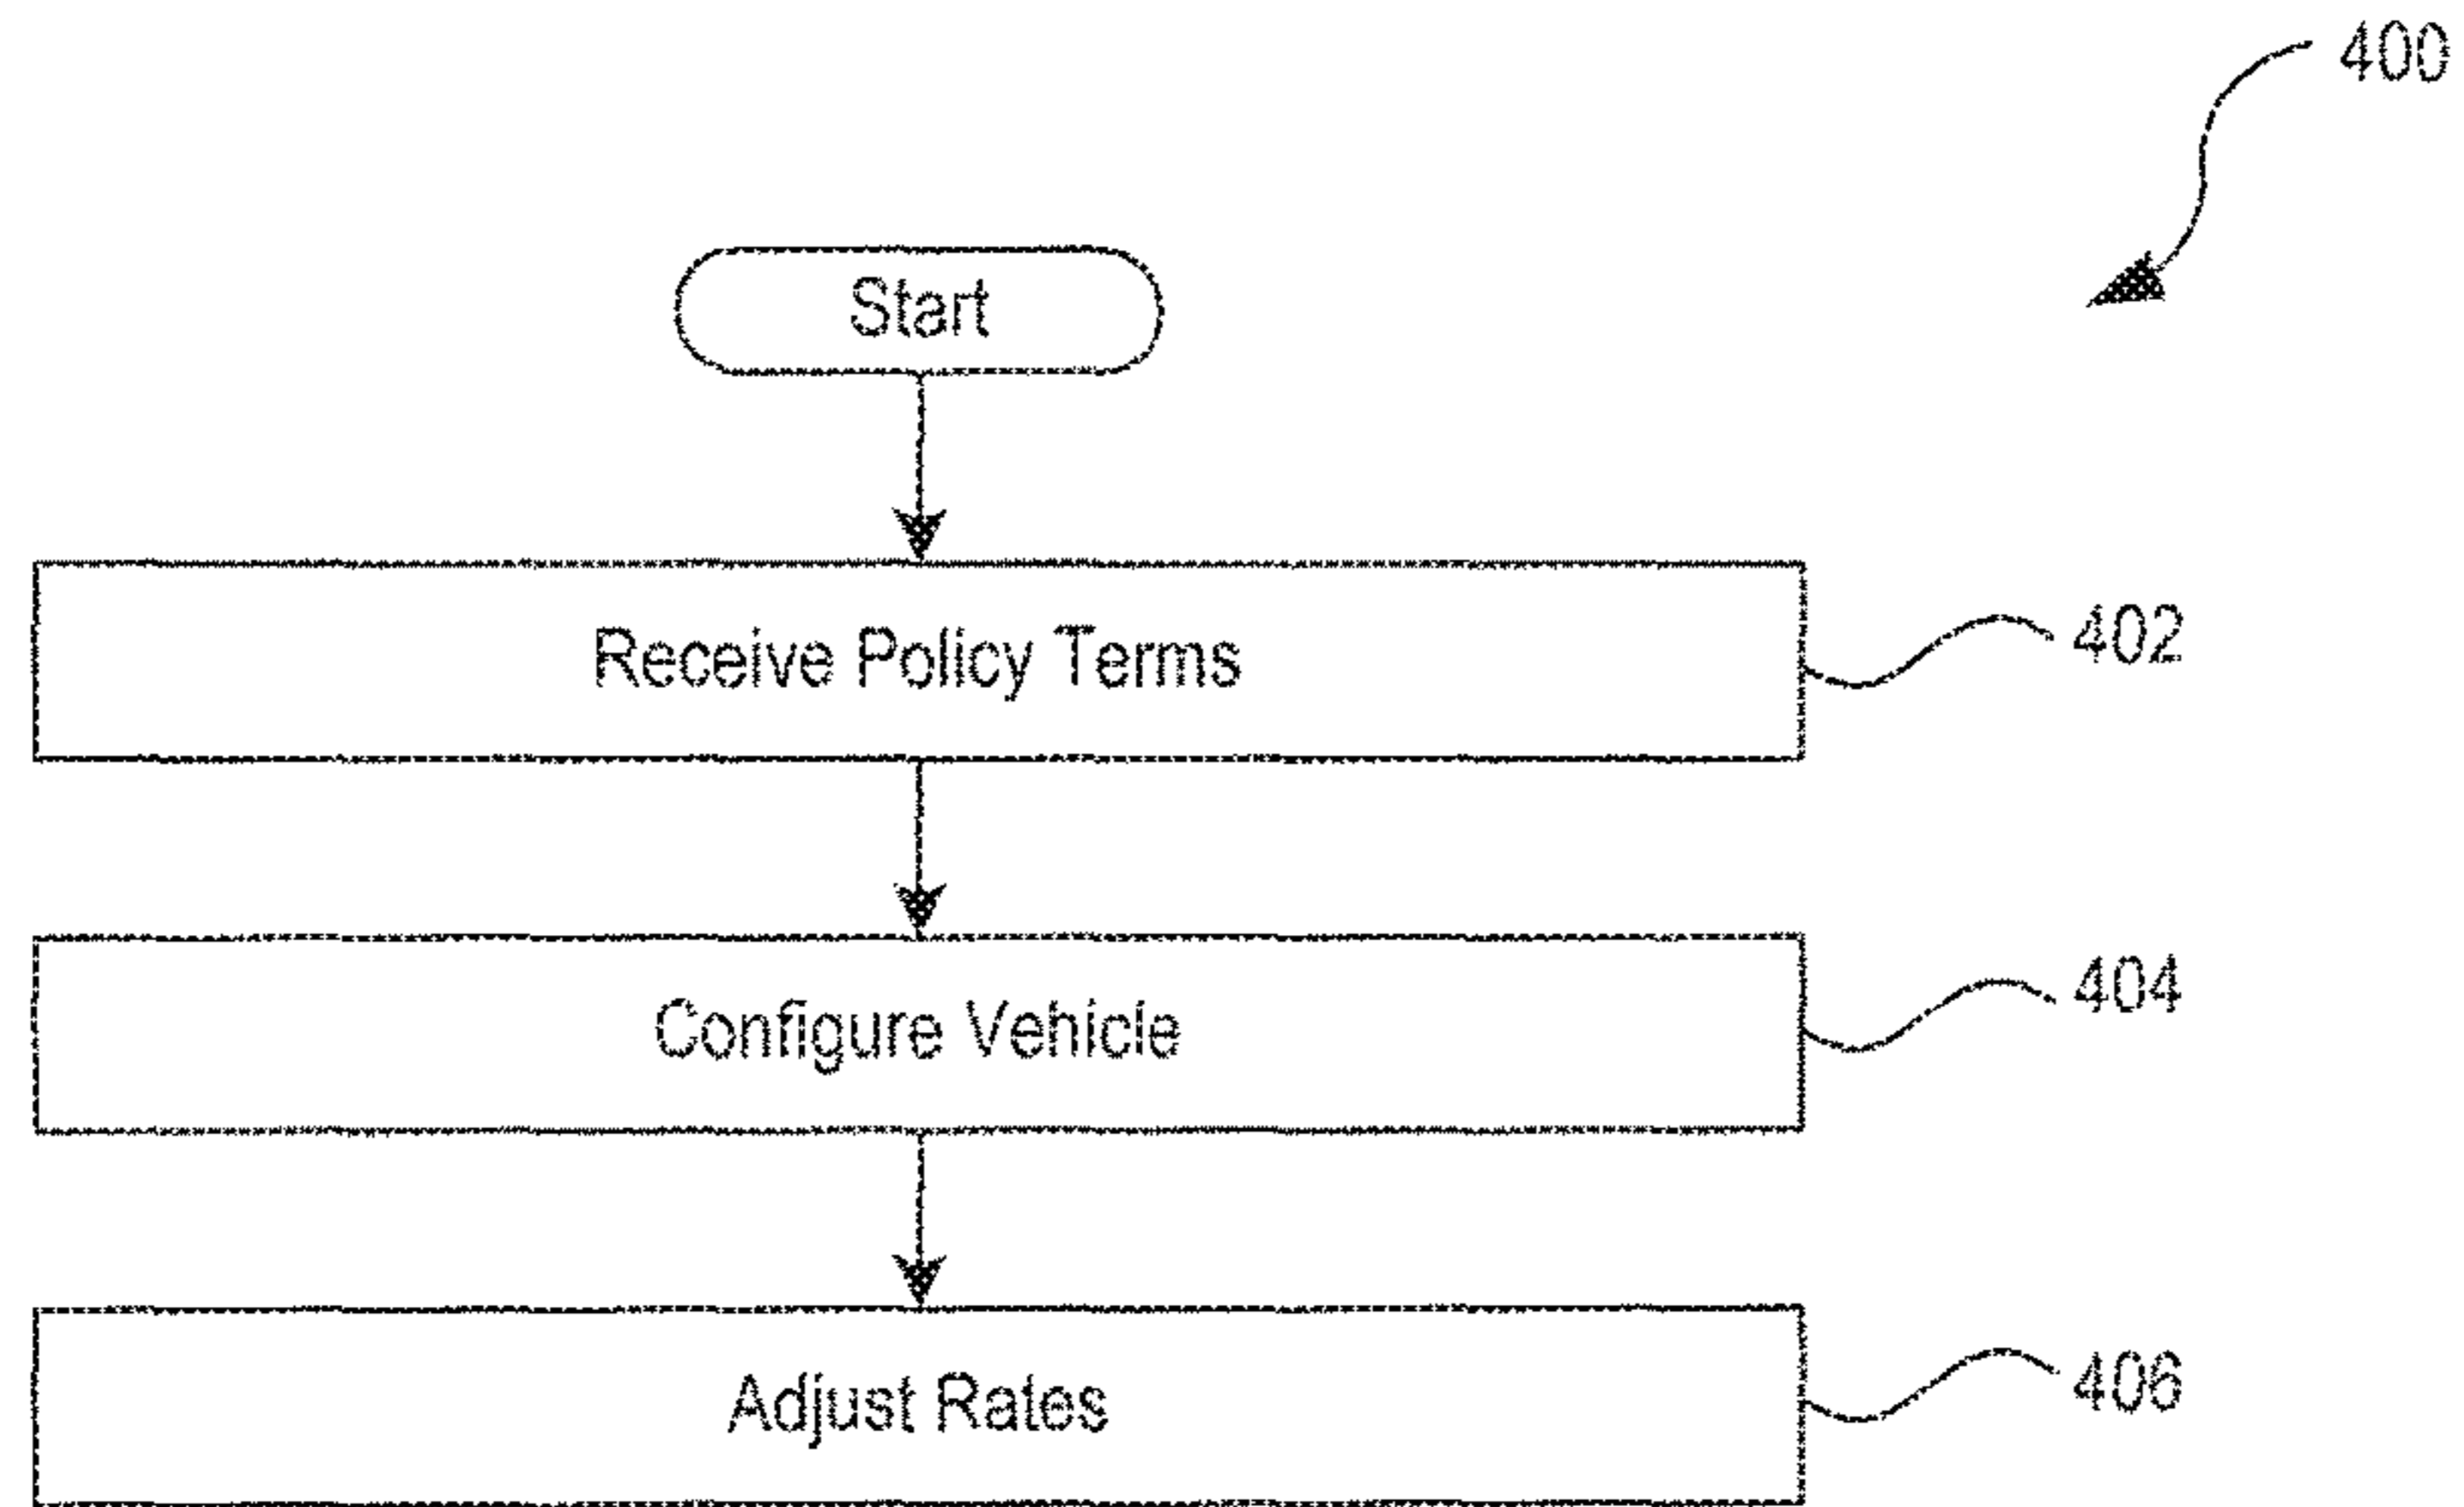 400
Start
Receive Policy Terms
402
Configure Vehicle
404
Adjust Rates
406